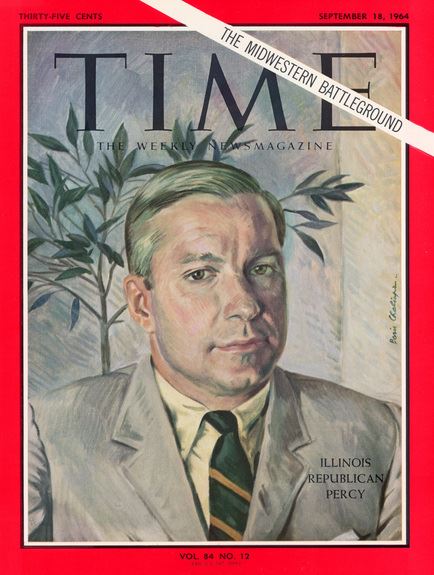 THIRTY-FIVE CENTS
SEPTEMBER 18, 1964
THE MIDWESTERN BATTLEGROUND
TIME
THE WEEKLY NEWSMAGAZINE
Boris Chaliapin
ILLINOIS
REPUBLICAN
PERCY
VOL. 84 NO. 12